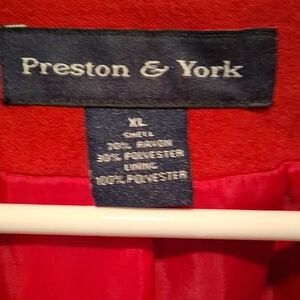 Preston & York
XL
SHELL
70% RAYON
30% POLYESTER
LINING
100% POLYESTER